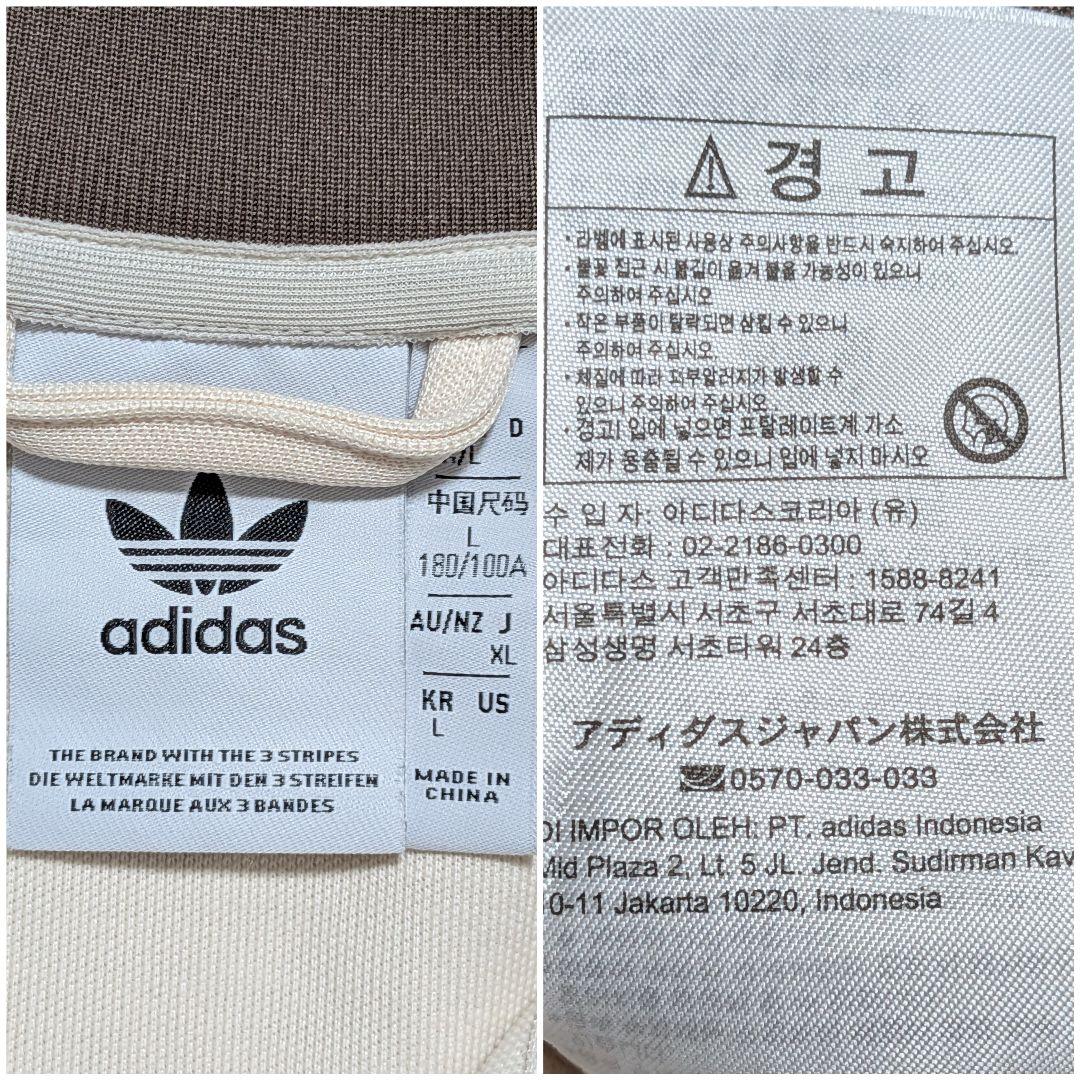 D
/L
中国尺码
L
180/100A
AU/NZ J
XL
KR US
L
MADE IN
CHINA
adidas
THE BRAND WITH THE 3 STRIPES
DIE WELTMARKE MIT DEN 3 STREIFEN
LA MARQUE AUX 3 BANDES
경고
• 라벨에 표시된 사용상 주의사항을 반드시 숙지하여 주십시오.
• 불꽃 접근 시 불길이 옮겨 붙을 가능성이 있으니
주의하여 주십시오
• 작은 부품이 탈락되면 삼킬 수 있으니
주의하여 주십시오.
• 체질에 따라 피부알러지가 발생할 수
있으니 주의하여 주십시오.
• 경고! 입에 넣으면 프탈레이트계 가소
제가 용출될 수 있으니 입에 넣지 마시오
수 입 자: 아디다스코리아 (유)
대표전화 : 02-2186-0300
아디다스 고객만족센터 : 1588-8241
서울특별시 서초구 서초대로 74길 4
삼성생명 서초타워 24층
アディダスジャパン株式会社
0570-033-033
DI IMPOR OLEH: PT. adidas Indonesia
Mid Plaza 2, Lt. 5 JL. Jend. Sudirman Kav
0-11 Jakarta 10220, Indonesia